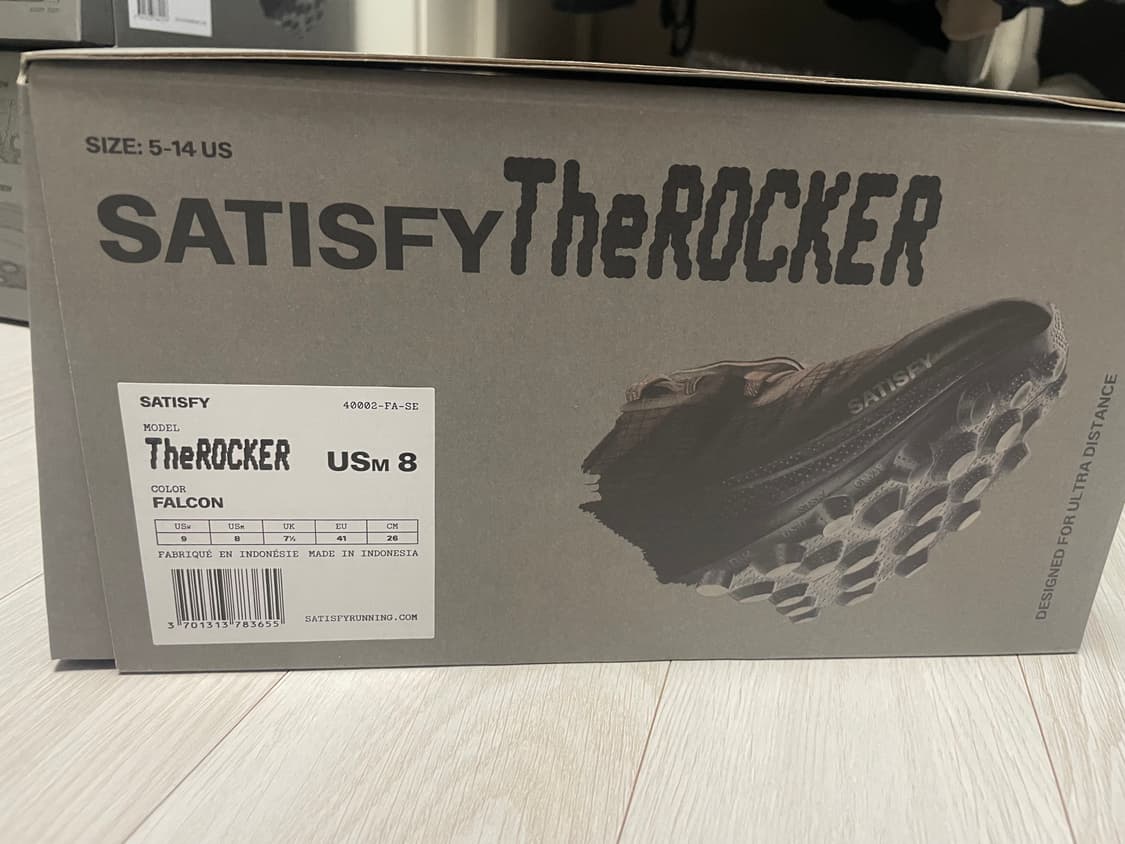 SIZE: 5-14 US
SATISFY TheROCKER
SATISFY
DESIGNED FOR ULTRA DISTANCE
SATISFY 40002-FA-SE
MODEL
TheROCKER USM 8
COLOR
FALCON
USW USM UK EU CM
9 8 7½ 41 26
FABRIQUÉ EN INDONÉSIE MADE IN INDONESIA
3 701313 783655
SATISFYRUNNING.COM